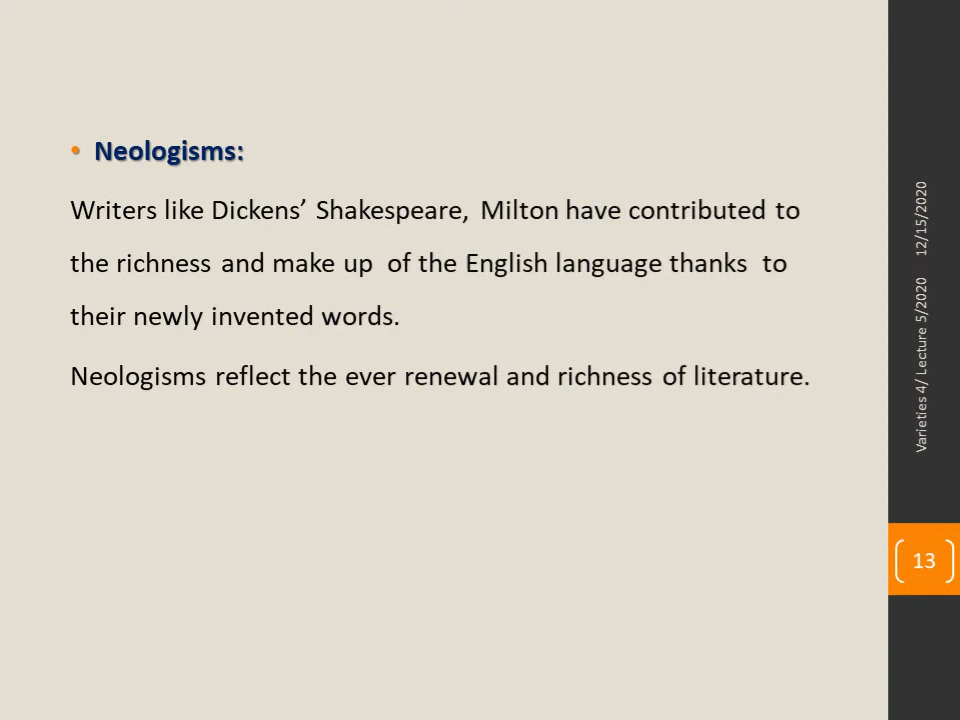 • Neologisms:
Writers like Dickens’ Shakespeare, Milton have contributed to
the richness and make up of the English language thanks to
their newly invented words.
Neologisms reflect the ever renewal and richness of literature.
12/15/2020
Varieties 4/ Lecture 5/2020
13